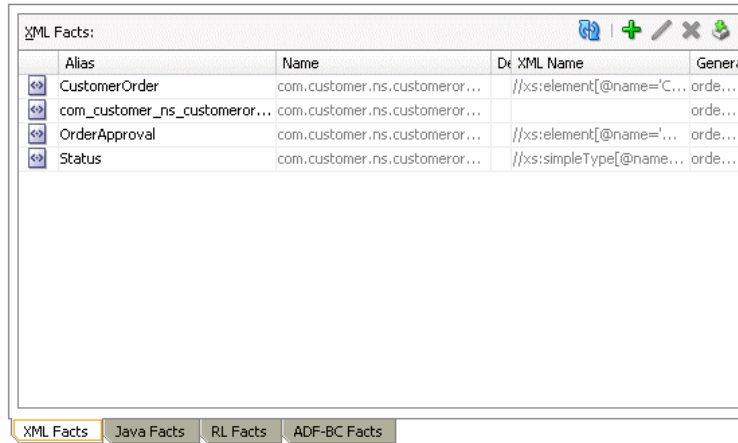 XML Facts:
Alias Name De XML Name Genera
CustomerOrder com.customer.ns.customeror... //xs:element[@name='C... orde...
com_customer_ns_customeror... com.customer.ns.customeror... orde...
OrderApproval com.customer.ns.customeror... //xs:element[@name='... orde...
Status com.customer.ns.customeror... //xs:simpleType[@name... orde...
XML Facts Java Facts RL Facts ADF-BC Facts